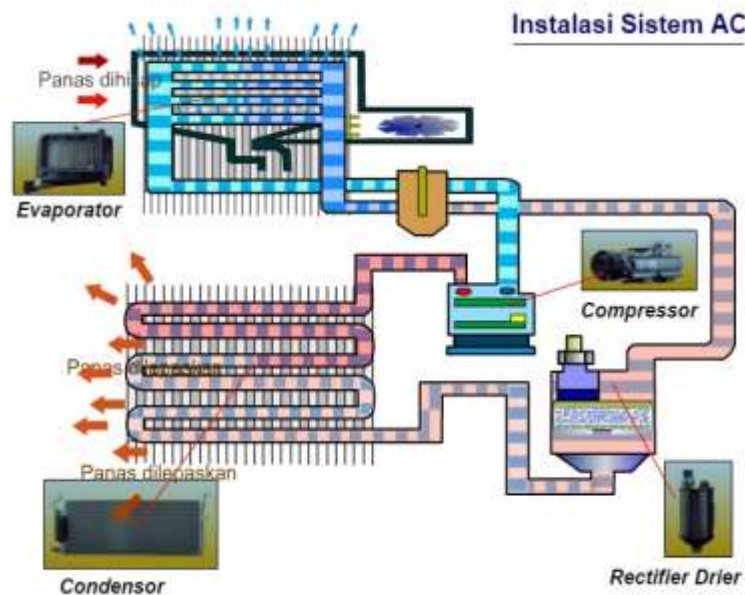 Instalasi Sistem AC
Panas dihisap
Evaporator
Compressor
Panas dilepaskan
Panas dilepaskan
Condensor
Rectifier Drier